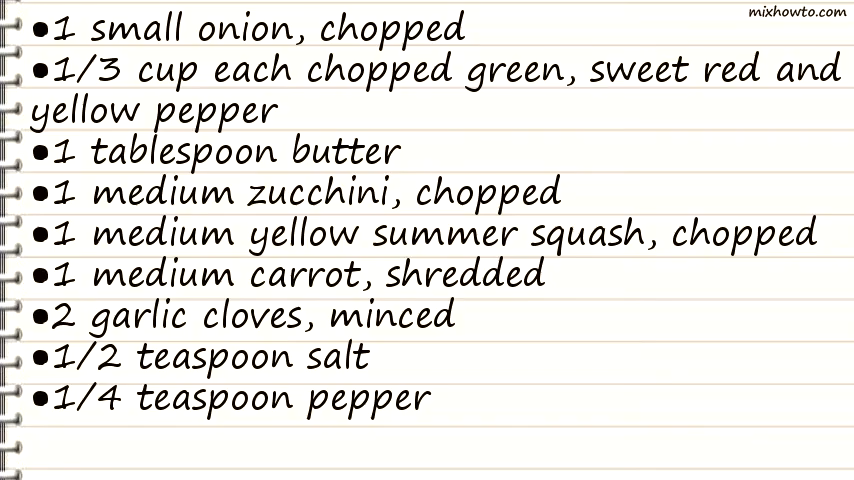 mixhowto.com
•1 small onion, chopped
•1/3 cup each chopped green, sweet red and
yellow pepper
•1 tablespoon butter
•1 medium zucchini, chopped
•1 medium yellow summer squash, chopped
•1 medium carrot, shredded
•2 garlic cloves, minced
•1/2 teaspoon salt
•1/4 teaspoon pepper